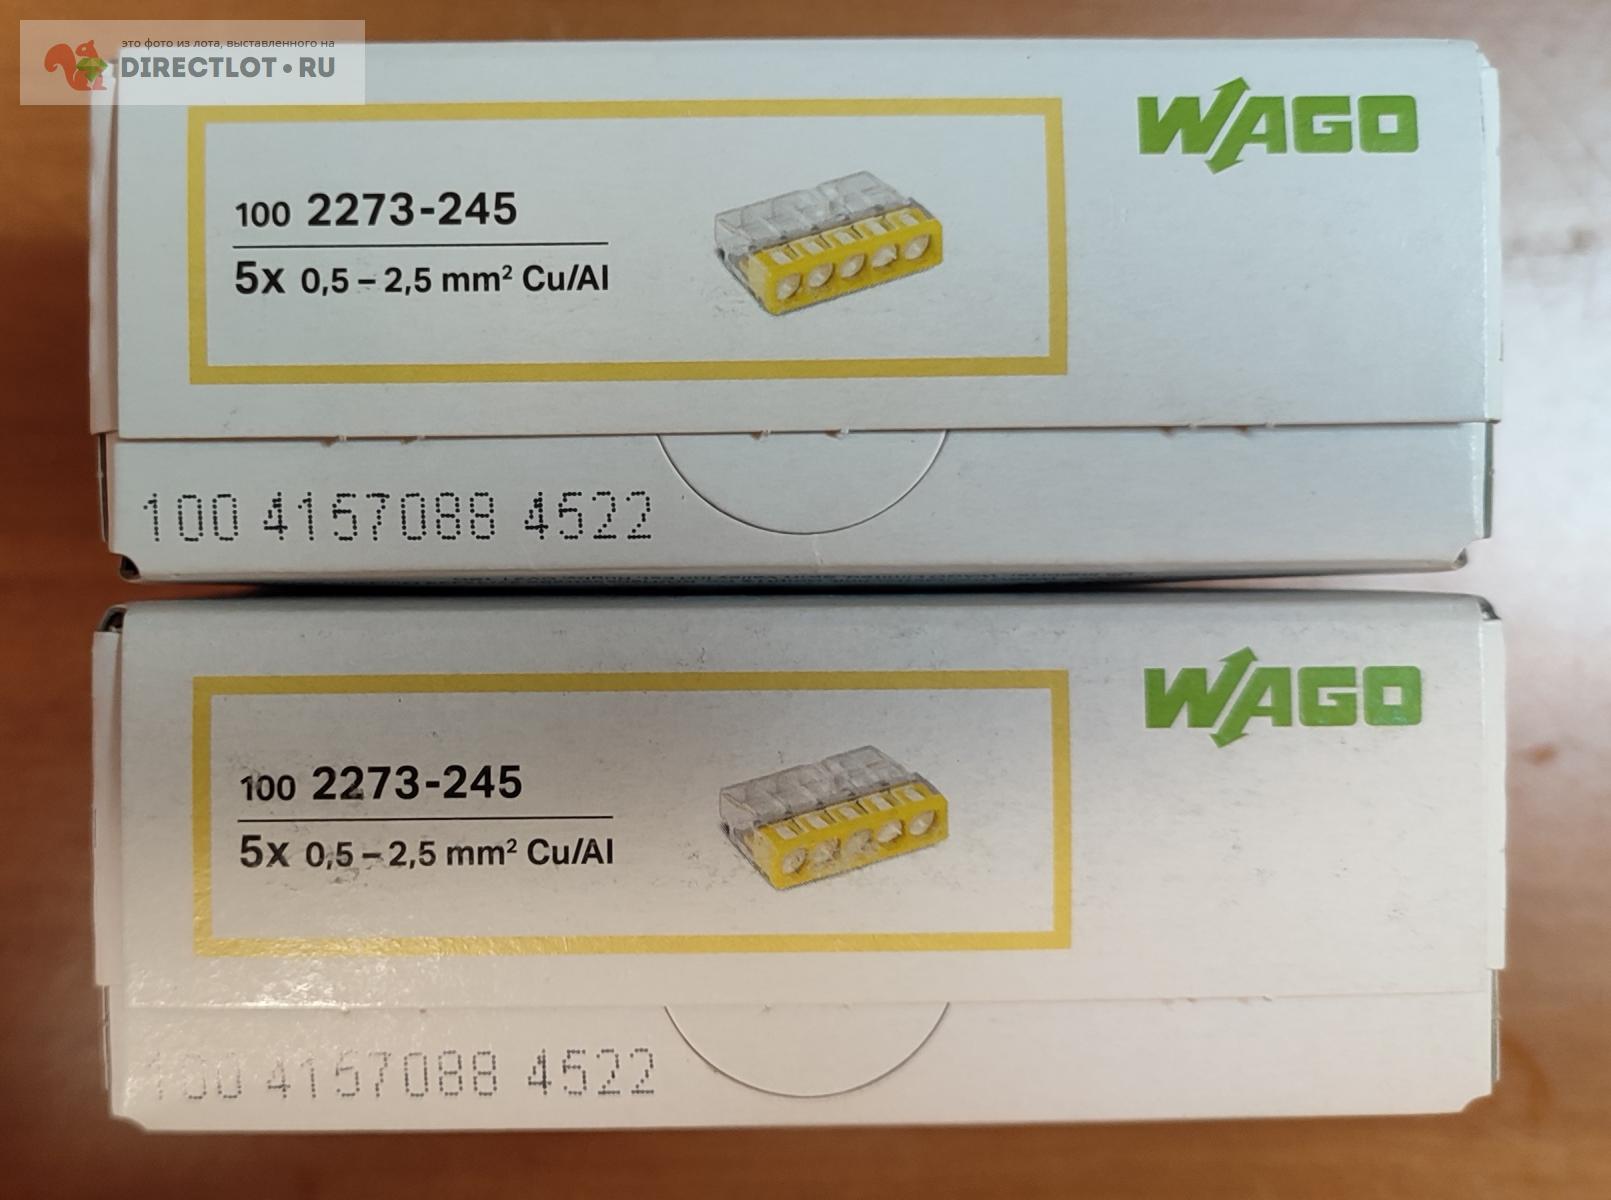 это фото из лота, выставленного на
DIRECTLOT•RU
WAGO
100 2273-245
5x 0,5 – 2,5 mm² Cu/Al
100 4157088 4522
WAGO
100 2273-245
5x 0,5 – 2,5 mm² Cu/Al
100 4157088 4522